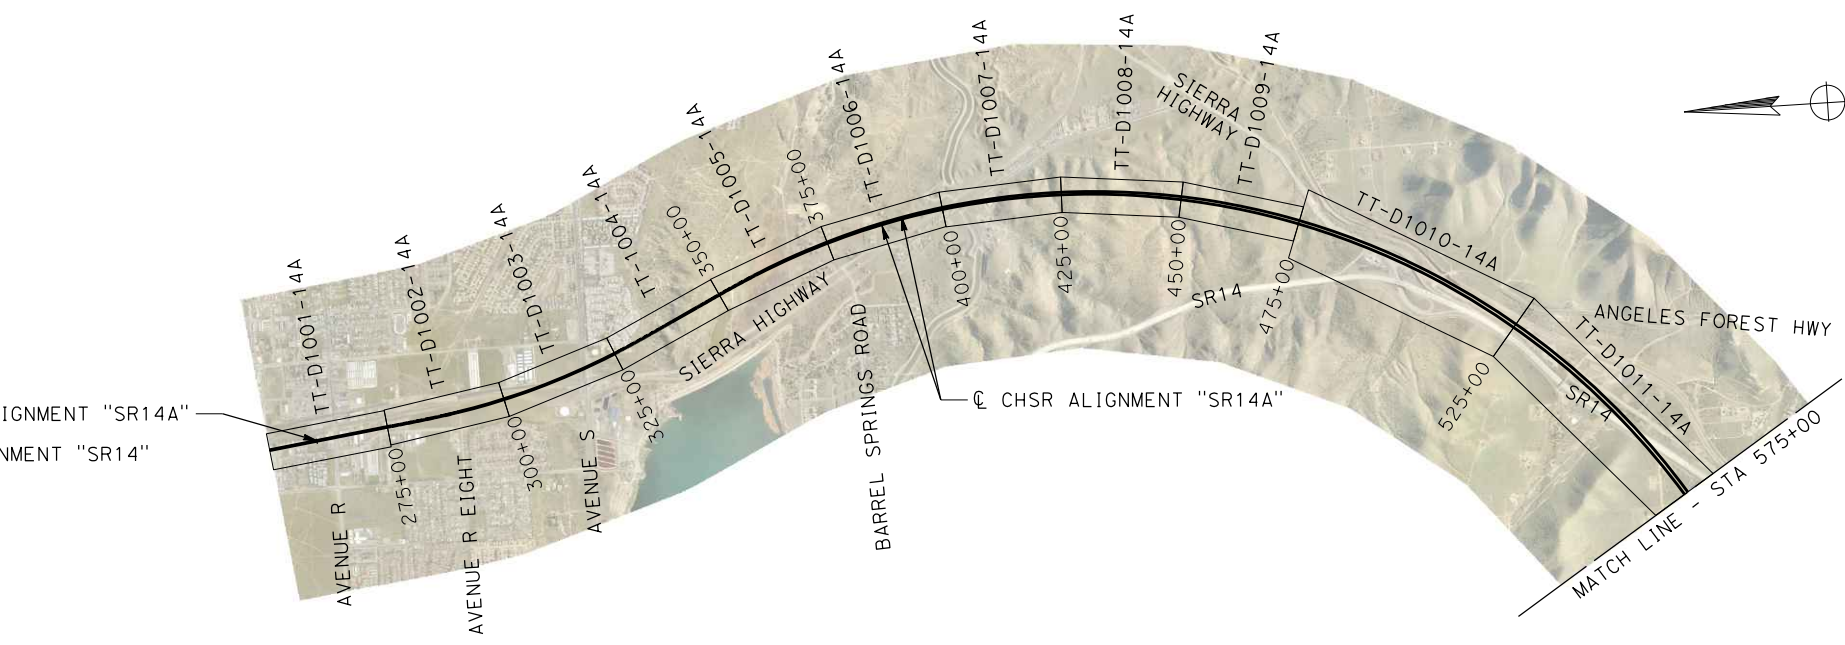 TT-D1001-14A
TT-D1002-14A
TT-D1003-14A
TT-1004-14A
TT-D1005-14A
TT-D1006-14A
TT-D1007-14A
TT-D1008-14A
TT-D1009-14A
TT-D1010-14A
TT-D1011-14A
SIERRA
HIGHWAY
ANGELES FOREST HWY
IGNMENT "SR14A"
NMENT "SR14"
275+00
300+00
325+00
350+00
375+00
400+00
425+00
450+00
475+00
525+00
SIERRA HIGHWAY
SR14
SR14
AVENUE R
AVENUE R EIGHT
AVENUE S
BARREL SPRINGS ROAD
℄ CHSR ALIGNMENT "SR14A"
MATCH LINE - STA 575+00